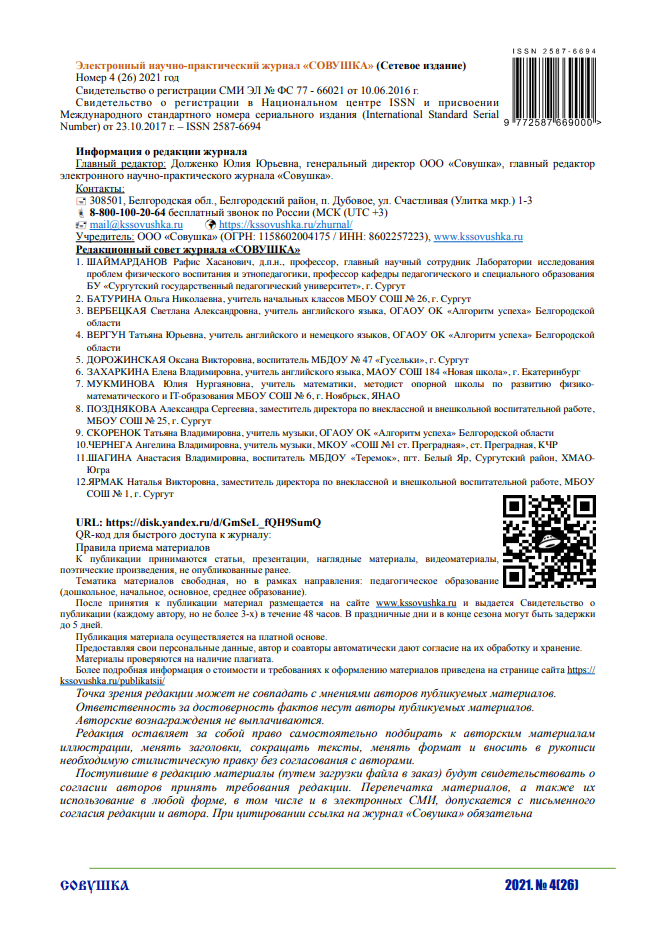 ISSN 2587-6694
Электронный научно-практический журнал «СОВУШКА» (Сетевое издание)
Номер 4 (26) 2021 год
Свидетельство о регистрации СМИ ЭЛ № ФС 77 - 66021 от 10.06.2016 г.
Свидетельство о регистрации в Национальном центре ISSN и присвоении
Международного стандартного номера сериального издания (International Standard Serial
Number) от 23.10.2017 г. – ISSN 2587-6694
9 772587 669000 >
Информация о редакции журнала
Главный редактор: Долженко Юлия Юрьевна, генеральный директор ООО «Совушка», главный редактор
электронного научно-практического журнала «Совушка».
Контакты:
308501, Белгородская обл., Белгородский район, п. Дубовое, ул. Счастливая (Улитка мкр.) 1-3
8-800-100-20-64 бесплатный звонок по России (МСК (UTC +3)
mail@kssovushka.ru https://kssovushka.ru/zhurnal/
Учредитель: ООО «Совушка» (ОГРН: 1158602004175 / ИНН: 8602257223), www.kssovushka.ru
Редакционный совет журнала «СОВУШКА»
1. ШАЙМАРДАНОВ Рафис Хасанович, д.п.н., профессор, главный научный сотрудник Лаборатории исследования
проблем физического воспитания и этнопедагогики, профессор кафедры педагогического и специального образования
БУ «Сургутский государственный педагогический университет», г. Сургут
2. БАТУРИНА Ольга Николаевна, учитель начальных классов МБОУ СОШ № 26, г. Сургут
3. ВЕРБЕЦКАЯ Светлана Александровна, учитель английского языка, ОГАОУ ОК «Алгоритм успеха» Белгородской
области
4. ВЕРГУН Татьяна Юрьевна, учитель английского и немецкого языков, ОГАОУ ОК «Алгоритм успеха» Белгородской
области
5. ДОРОЖИНСКАЯ Оксана Викторовна, воспитатель МБДОУ № 47 «Гусельки», г. Сургут
6. ЗАХАРКИНА Елена Владимировна, учитель английского языка, МАОУ СОШ 184 «Новая школа», г. Екатеринбург
7. МУКМИНОВА Юлия Нургаяновна, учитель математики, методист опорной школы по развитию физико-
математического и IT-образования МБОУ СОШ № 6, г. Ноябрьск, ЯНАО
8. ПОЗДНЯКОВА Александра Сергеевна, заместитель директора по внеклассной и внешкольной воспитательной работе,
МБОУ СОШ № 25, г. Сургут
9. СКОРЕНОК Татьяна Владимировна, учитель музыки, ОГАОУ ОК «Алгоритм успеха» Белгородской области
10.ЧЕРНЕГА Ангелина Владимировна, учитель музыки, МКОУ «СОШ №1 ст. Преградная», ст. Преградная, КЧР
11.ШАГИНА Анастасия Владимировна, воспитатель МБДОУ «Теремок», пгт. Белый Яр, Сургутский район, ХМАО-
Югра
12.ЯРМАК Наталья Викторовна, заместитель директора по внеклассной и внешкольной воспитательной работе, МБОУ
СОШ № 1, г. Сургут
URL: https://disk.yandex.ru/d/GmSeL_fQH9SumQ
QR-код для быстрого доступа к журналу:
Правила приема материалов
К публикации принимаются статьи, презентации, наглядные материалы, видеоматериалы,
поэтические произведения, не опубликованные ранее.
Тематика материалов свободная, но в рамках направления: педагогическое образование
(дошкольное, начальное, основное, среднее образование).
После принятия к публикации материал размещается на сайте www.kssovushka.ru и выдается Свидетельство о
публикации (каждому автору, но не более 3-х) в течение 48 часов. В праздничные дни и в конце сезона могут быть задержки
до 5 дней.
Публикация материала осуществляется на платной основе.
Предоставляя свои персональные данные, автор и соавторы автоматически дают согласие на их обработку и хранение.
Материалы проверяются на наличие плагиата.
Более подробная информация о стоимости и требованиях к оформлению материалов приведена на странице сайта https://
kssovushka.ru/publikatsii/
Точка зрения редакции может не совпадать с мнениями авторов публикуемых материалов.
Ответственность за достоверность фактов несут авторы публикуемых материалов.
Авторские вознаграждения не выплачиваются.
Редакция оставляет за собой право самостоятельно подбирать к авторским материалам
иллюстрации, менять заголовки, сокращать тексты, менять формат и вносить в рукописи
необходимую стилистическую правку без согласования с авторами.
Поступившие в редакцию материалы (путем загрузки файла в заказ) будут свидетельствовать о
согласии авторов принять требования редакции. Перепечатка материалов, а также их
использование в любой форме, в том числе и в электронных СМИ, допускается с письменного
согласия редакции и автора. При цитировании ссылка на журнал «Совушка» обязательна
СОВУШКА 2021. № 4(26)